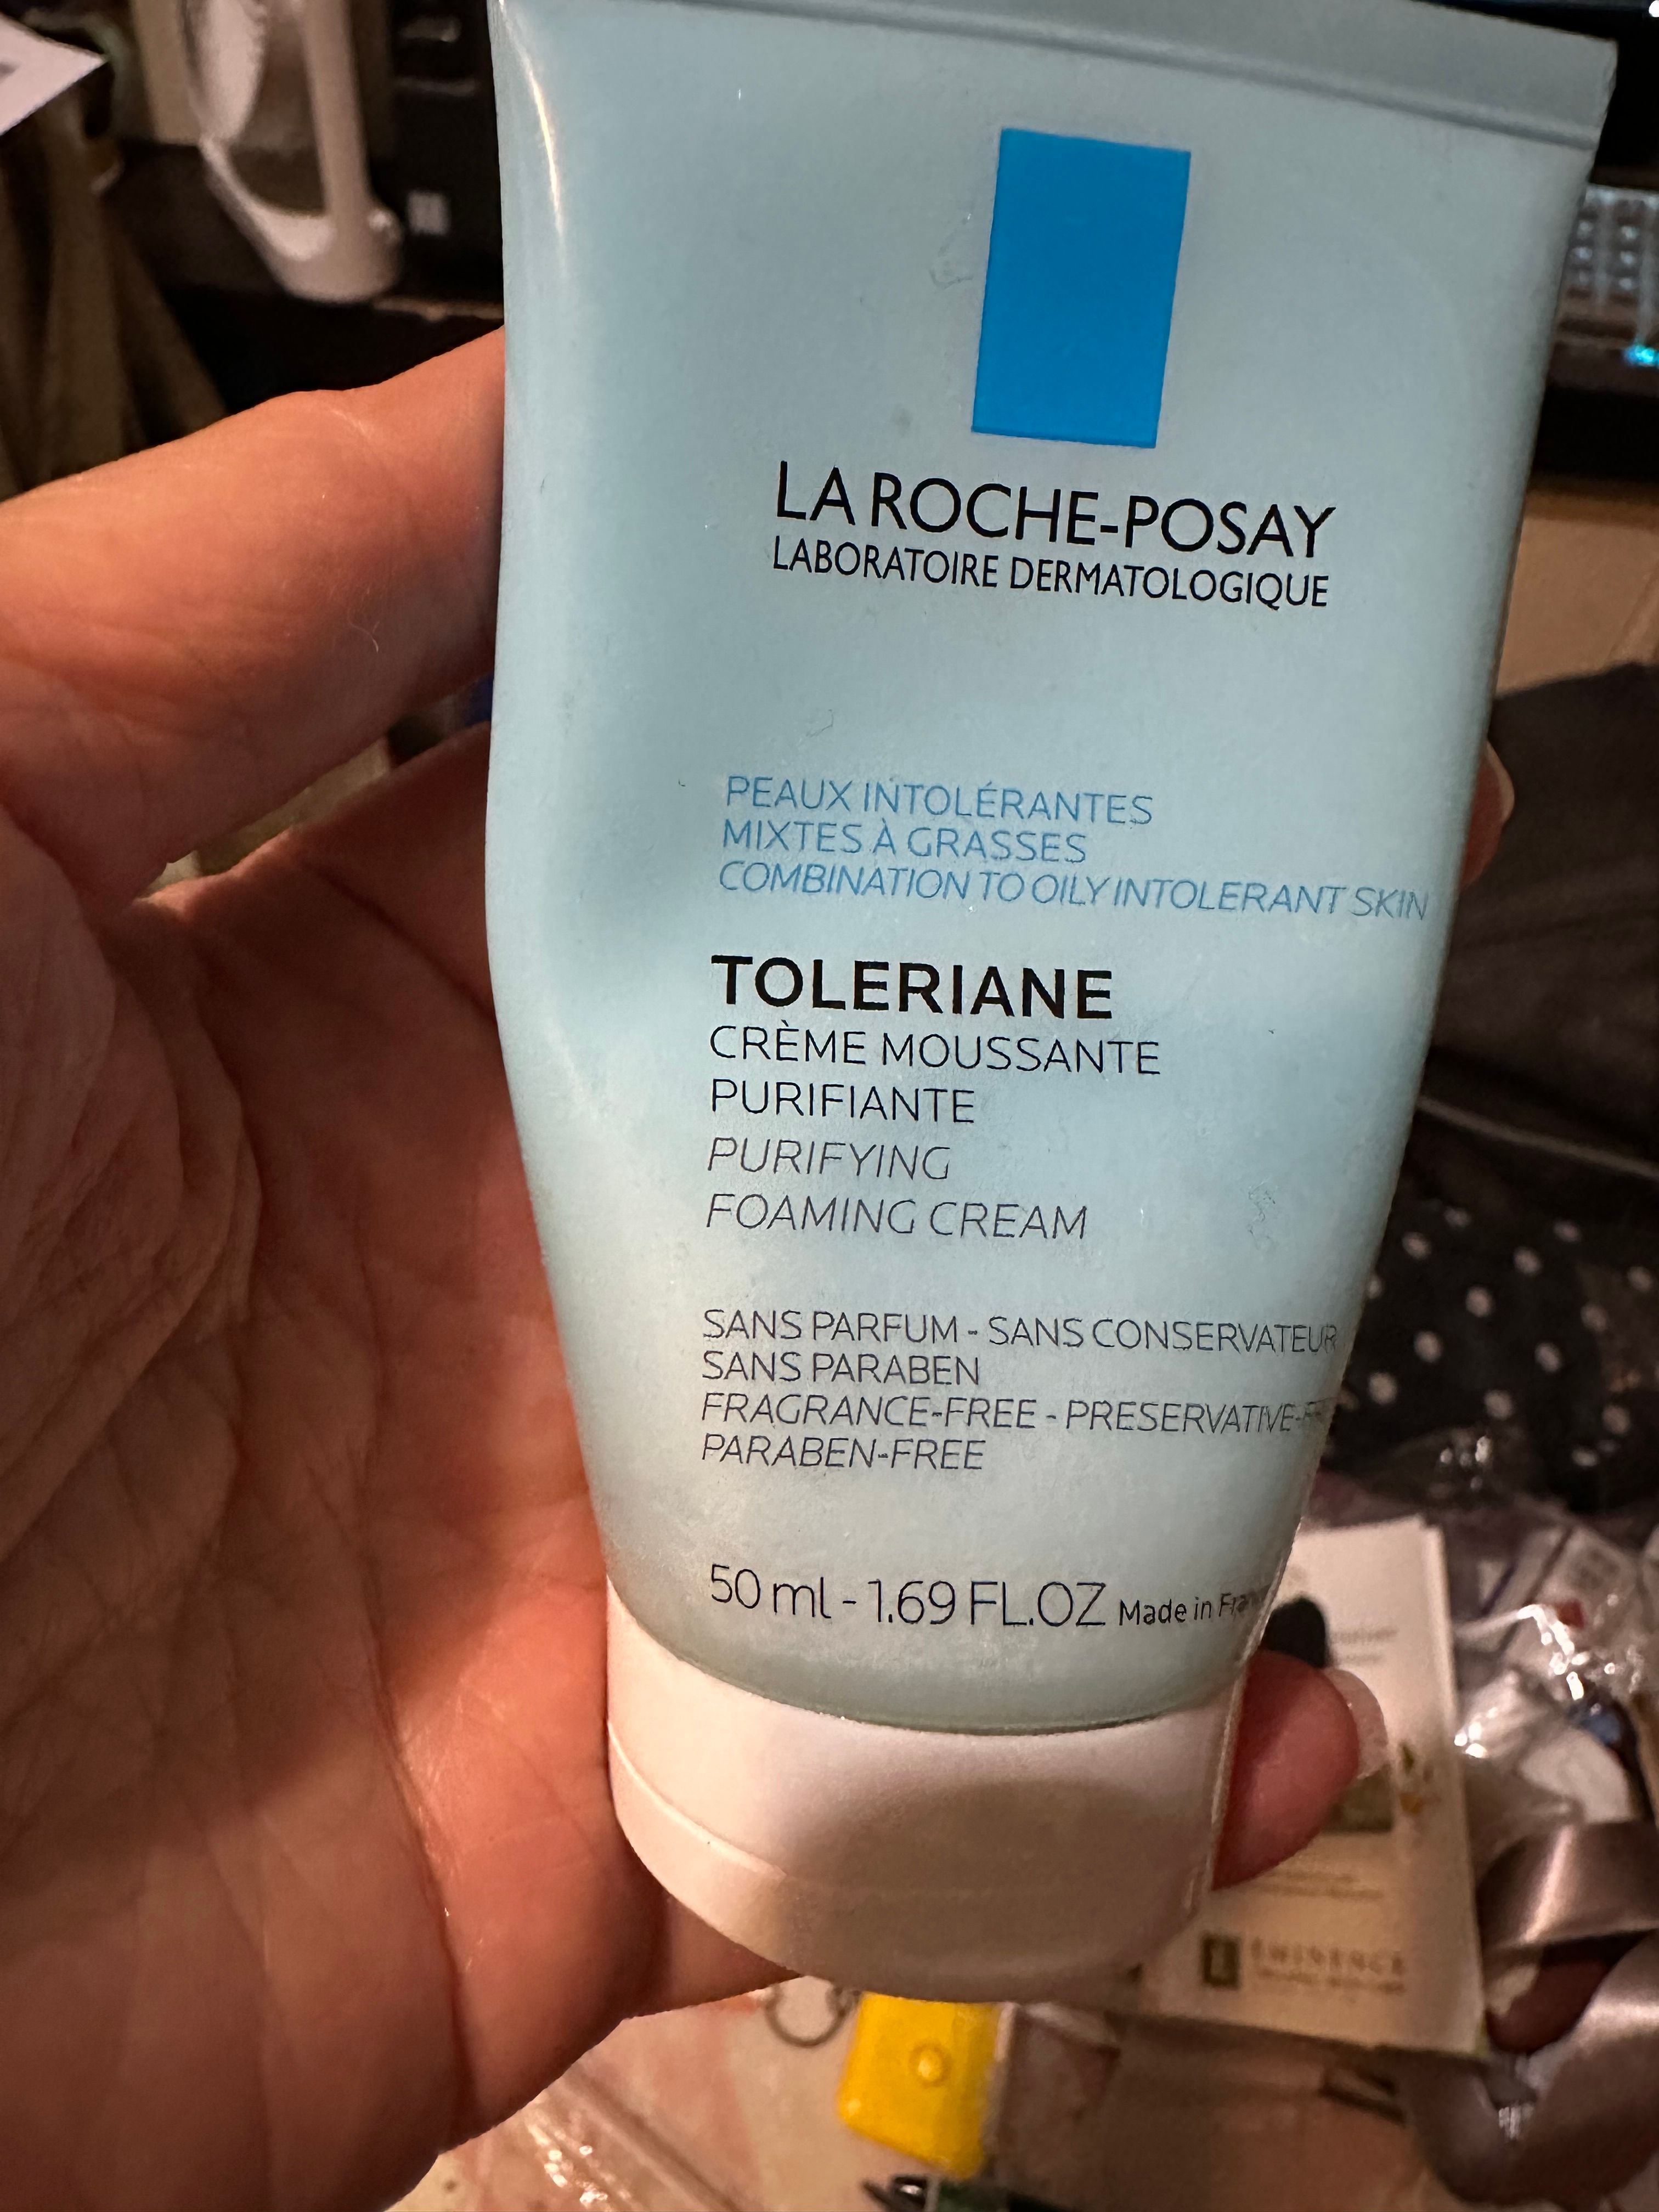 LA ROCHE-POSAY
LABORATOIRE DERMATOLOGIQUE
PEAUX INTOLÉRANTES
MIXTES À GRASSES
COMBINATION TO OILY INTOLERANT SKIN
TOLERIANE
CRÈME MOUSSANTE
PURIFIANTE
PURIFYING
FOAMING CREAM
SANS PARFUM - SANS CONSERVATEUR
SANS PARABEN
FRAGRANCE-FREE - PRESERVATIVE-
PARABEN-FREE
50 ml - 1.69 FL.OZ Made in
EMINENCE